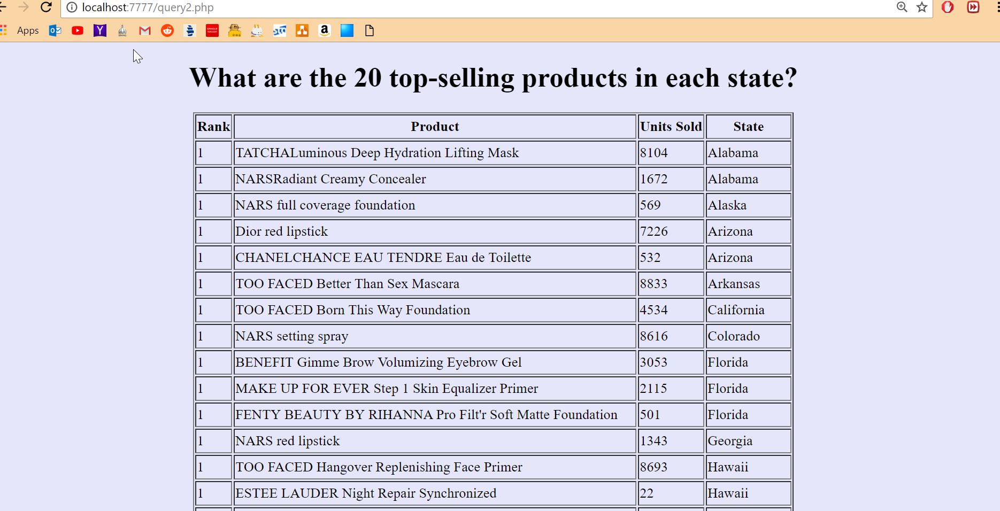 localhost:7777/query2.php
Apps
What are the 20 top-selling products in each state?
Rank Product Units Sold State
1 TATCHALuminous Deep Hydration Lifting Mask 8104 Alabama
1 NARSRadiant Creamy Concealer 1672 Alabama
1 NARS full coverage foundation 569 Alaska
1 Dior red lipstick 7226 Arizona
1 CHANELCHANCE EAU TENDRE Eau de Toilette 532 Arizona
1 TOO FACED Better Than Sex Mascara 8833 Arkansas
1 TOO FACED Born This Way Foundation 4534 California
1 NARS setting spray 8616 Colorado
1 BENEFIT Gimme Brow Volumizing Eyebrow Gel 3053 Florida
1 MAKE UP FOR EVER Step 1 Skin Equalizer Primer 2115 Florida
1 FENTY BEAUTY BY RIHANNA Pro Filt'r Soft Matte Foundation 501 Florida
1 NARS red lipstick 1343 Georgia
1 TOO FACED Hangover Replenishing Face Primer 8693 Hawaii
1 ESTEE LAUDER Night Repair Synchronized 22 Hawaii